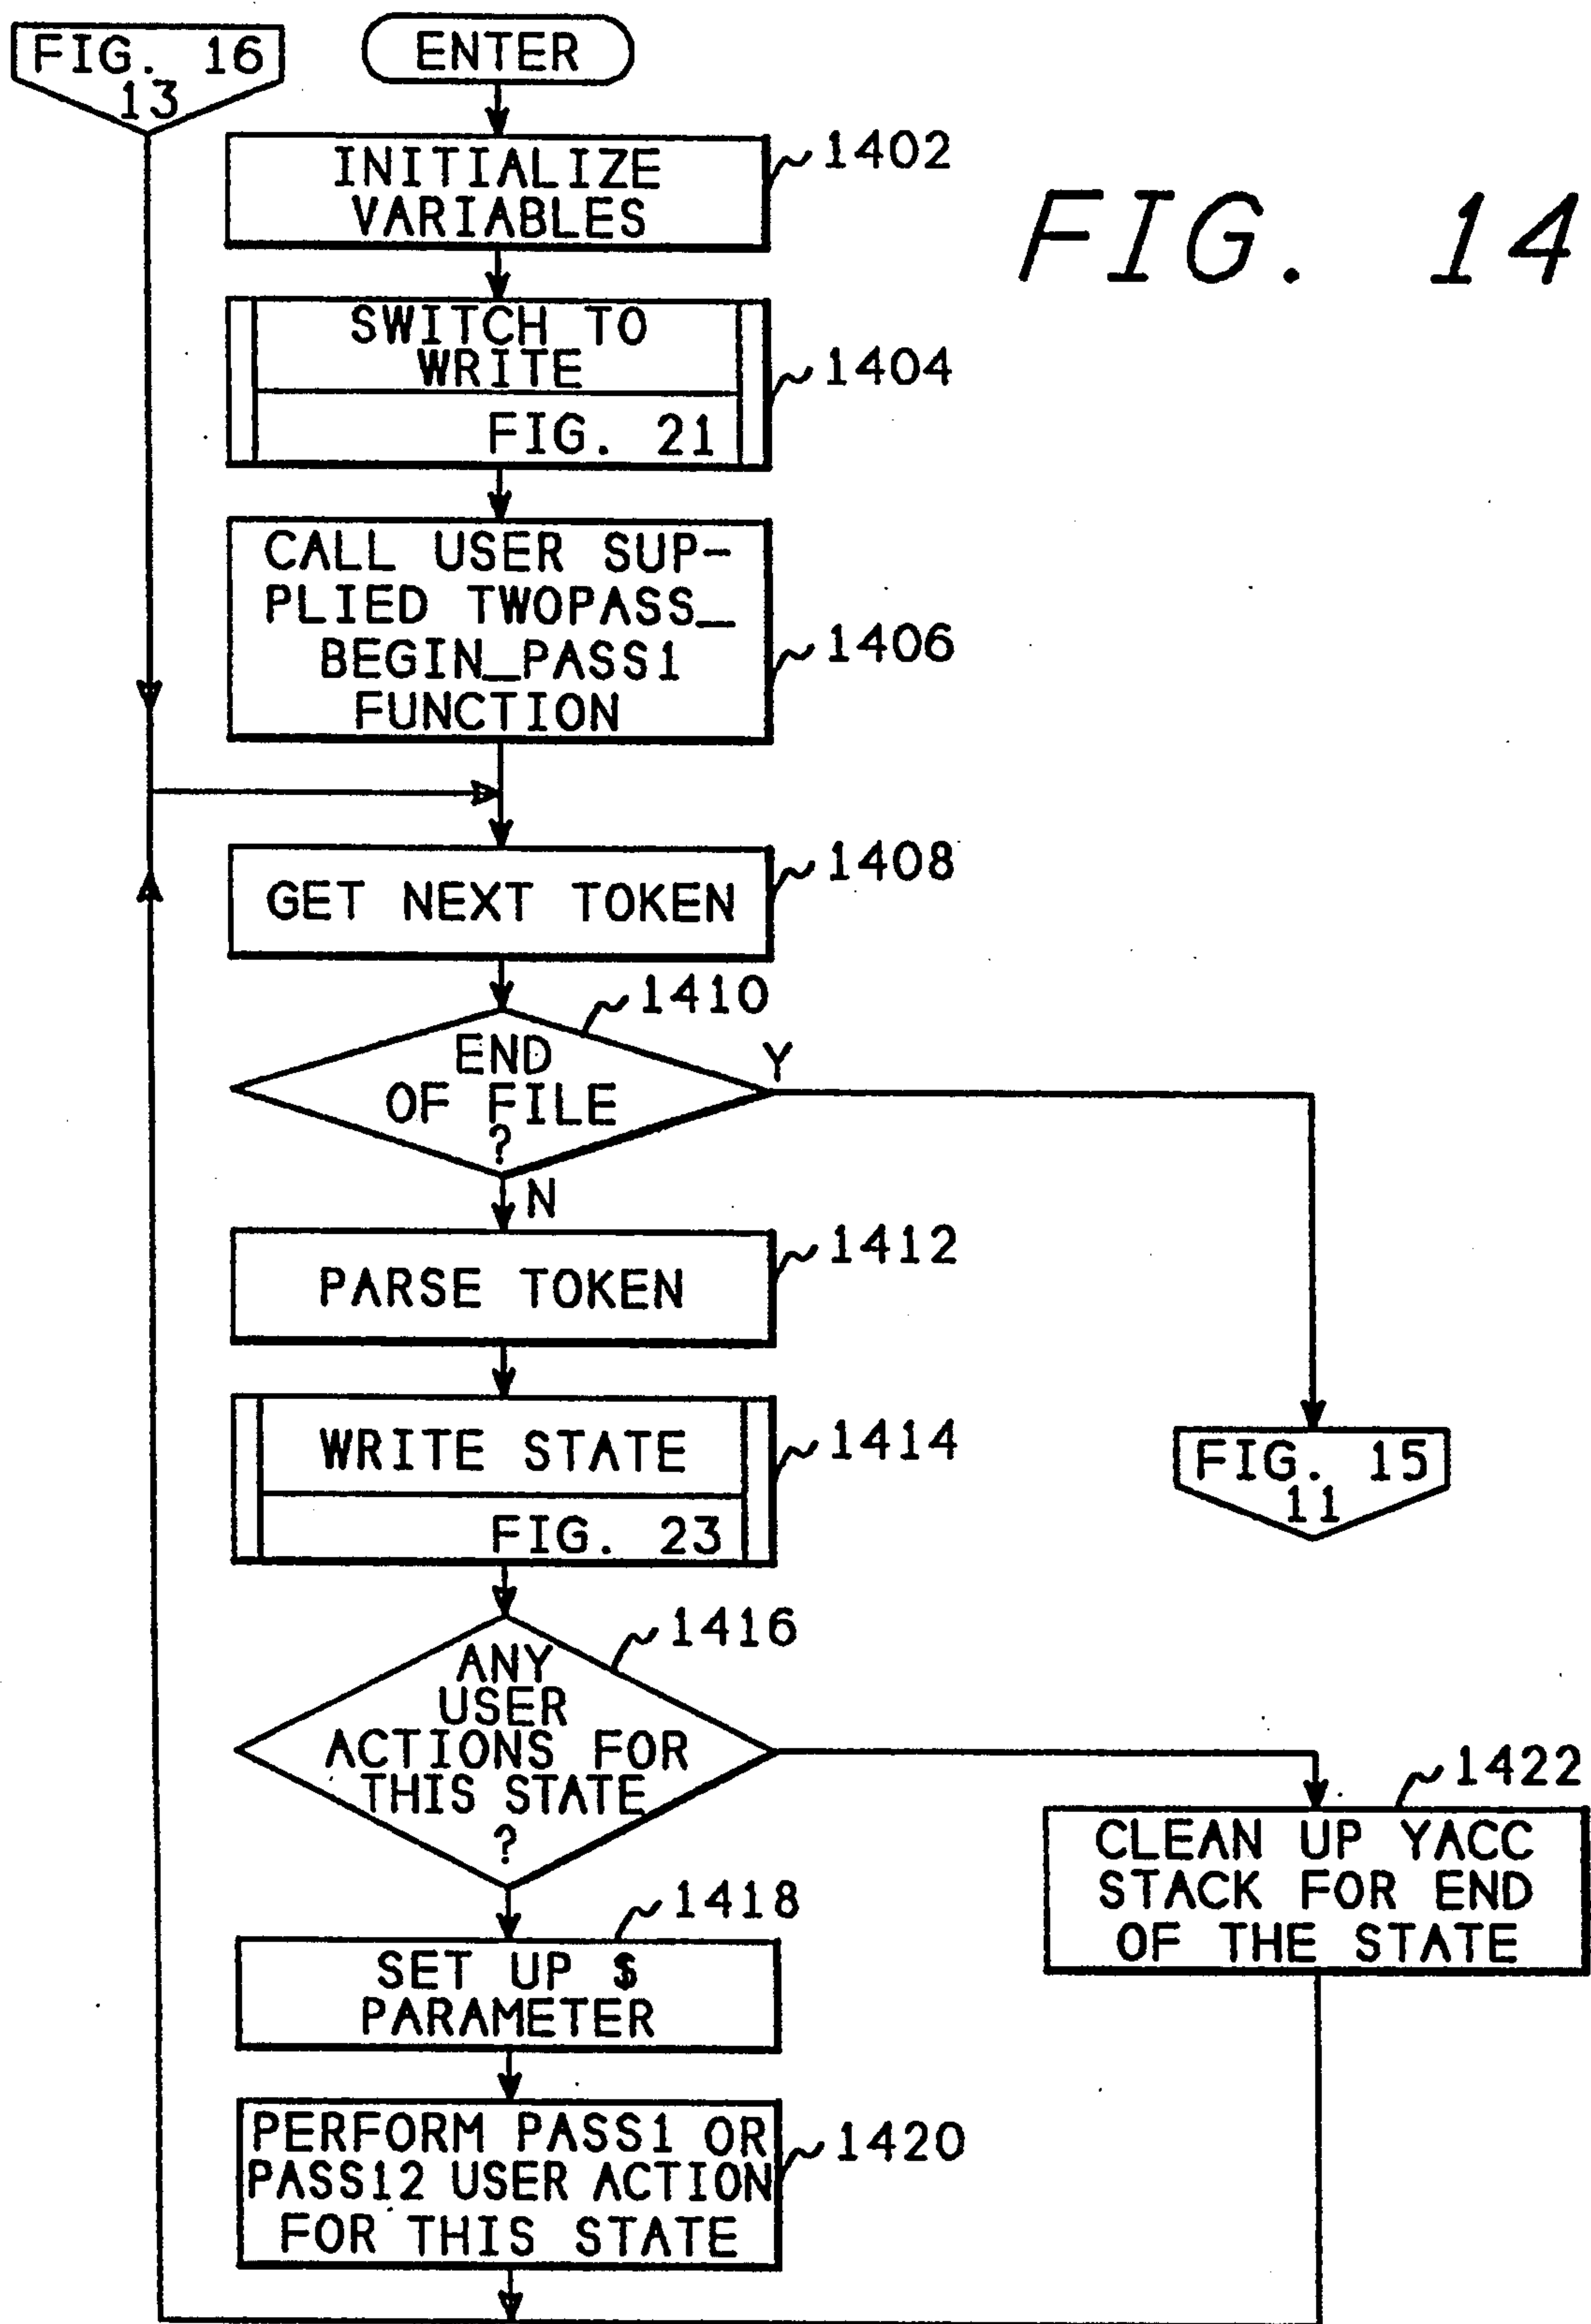 FIG. 16
13
ENTER
INITIALIZE
VARIABLES
1402
FIG. 14
SWITCH TO
WRITE
FIG. 21
1404
CALL USER SUP-
PLIED TWOPASS_
BEGIN_PASS1
FUNCTION
1406
GET NEXT TOKEN
1408
1410
END
OF FILE
?
Y
N
PARSE TOKEN
1412
WRITE STATE
FIG. 23
1414
FIG. 15
11
1416
ANY
USER
ACTIONS FOR
THIS STATE
?
1422
CLEAN UP YACC
STACK FOR END
OF THE STATE
1418
SET UP $
PARAMETER
PERFORM PASS1 OR
PASS12 USER ACTION
FOR THIS STATE
1420